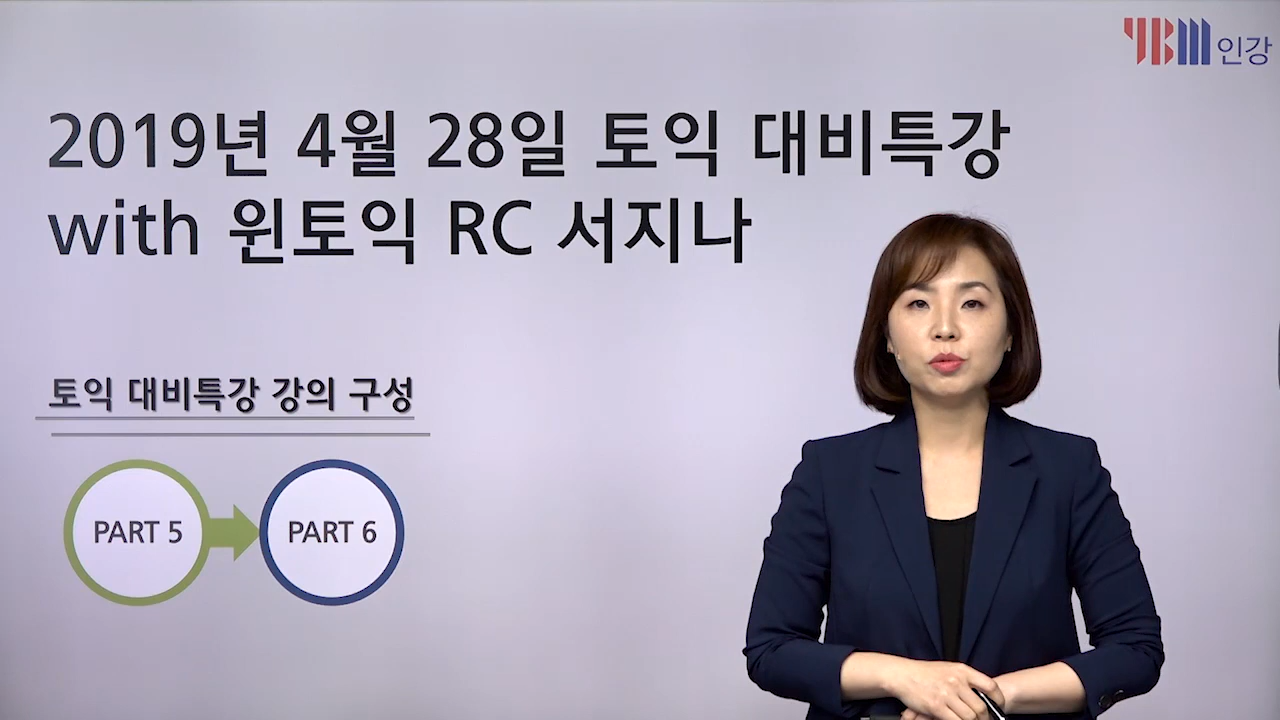 YBM 인강
2019년 4월 28일 토익 대비특강
with 윈토익 RC 서지나
토익 대비특강 강의 구성
PART 5
PART 6